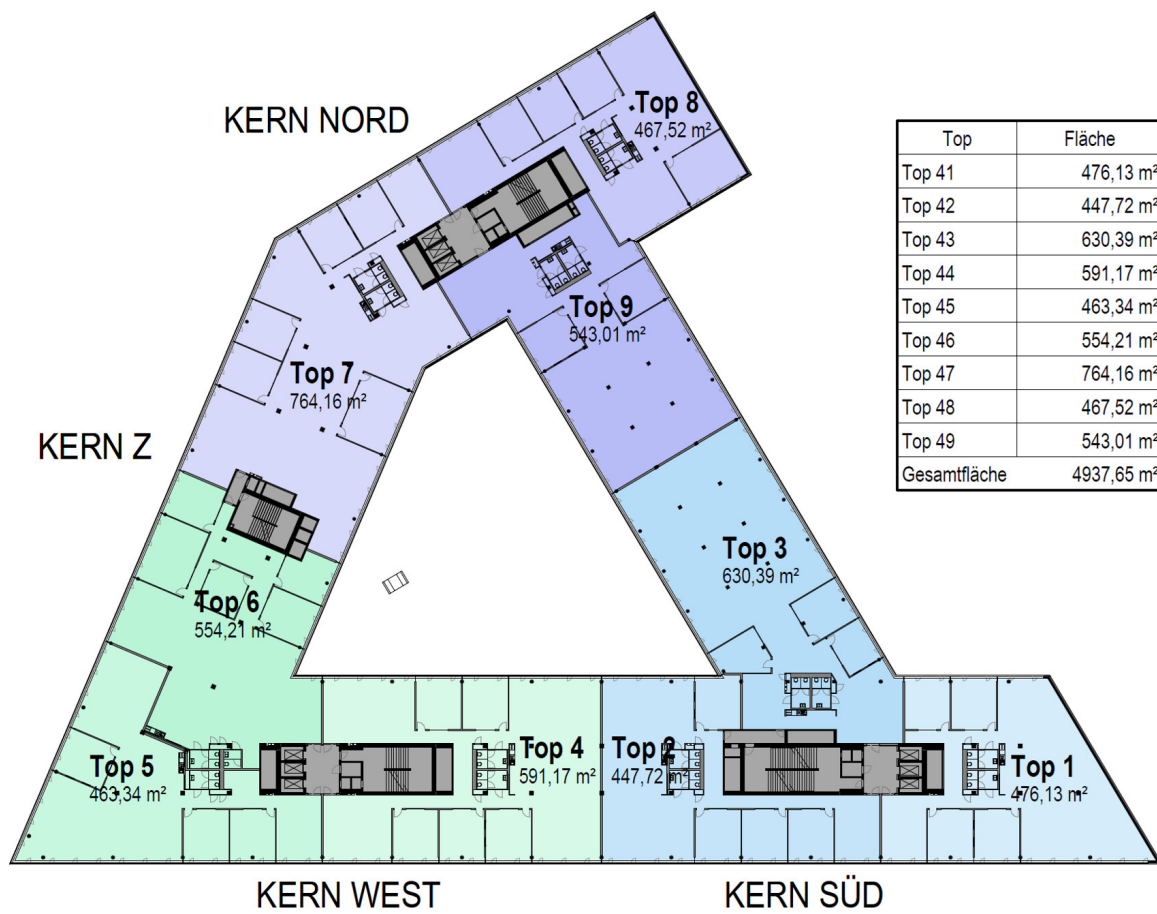 KERN NORD
Top 8
467,52 m²
Top 9
543,01 m²
Top 7
764,16 m²
KERN Z
Top 3
630,39 m²
Top 6
554,21 m²
Top 5
463,34 m²
Top 4
591,17 m²
Top 2
447,72 m²
Top 1
476,13 m²
KERN WEST
KERN SÜD
Top Fläche
Top 41 476,13 m²
Top 42 447,72 m²
Top 43 630,39 m²
Top 44 591,17 m²
Top 45 463,34 m²
Top 46 554,21 m²
Top 47 764,16 m²
Top 48 467,52 m²
Top 49 543,01 m²
Gesamtfläche 4937,65 m²